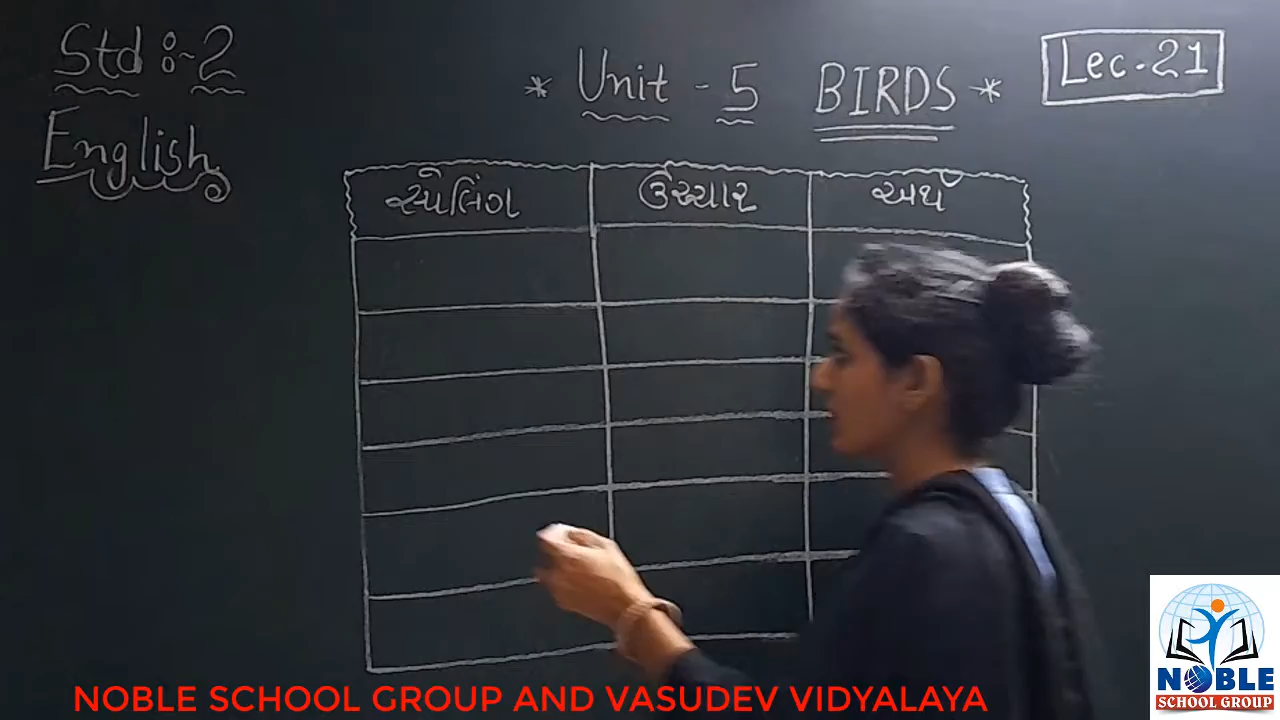 Std :- 2
English
* Unit - 5 BIRDS *
Lec. 21
સ્પેલિંગ ઉચ્ચાર અર્થ
NOBLE SCHOOL GROUP AND VASUDEV VIDYALAYA
NOBLE
SCHOOL GROUP